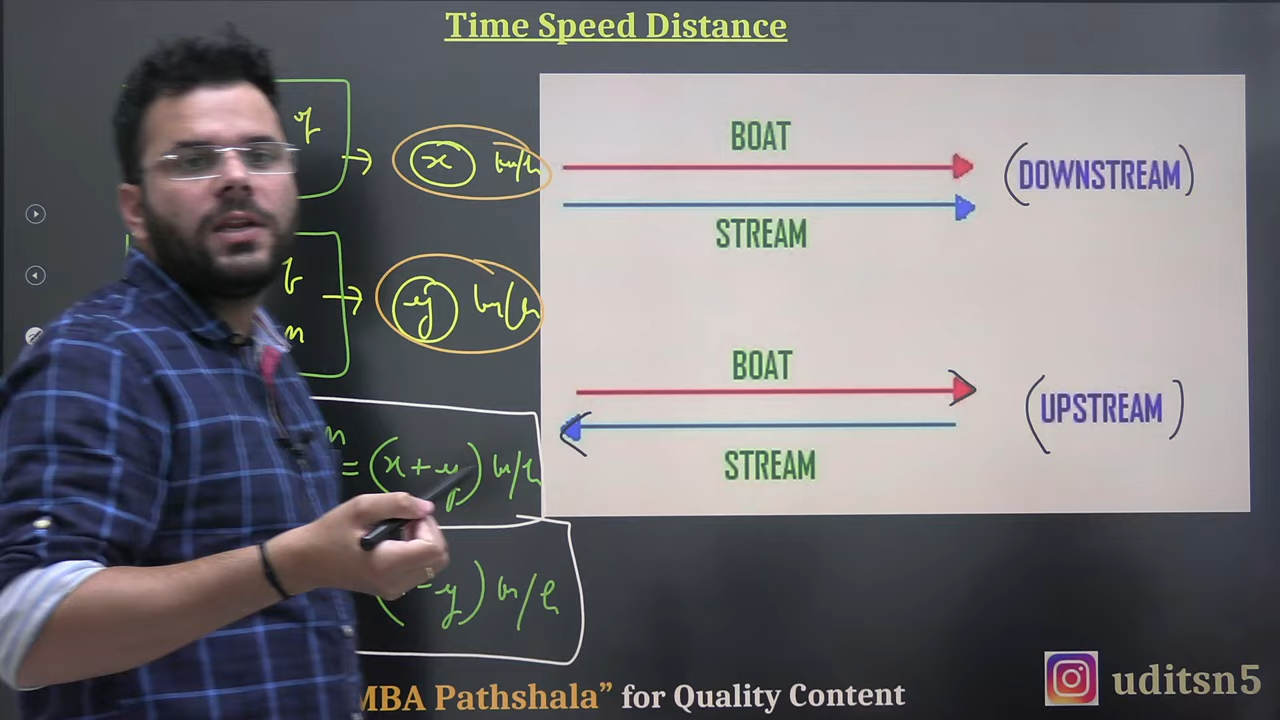 Time Speed Distance
x km/h
y km/h
BOAT
STREAM
DOWNSTREAM
BOAT
STREAM
UPSTREAM
= (x+y) km/h
-y) km/h
MBA Pathshala” for Quality Content
uditsn5